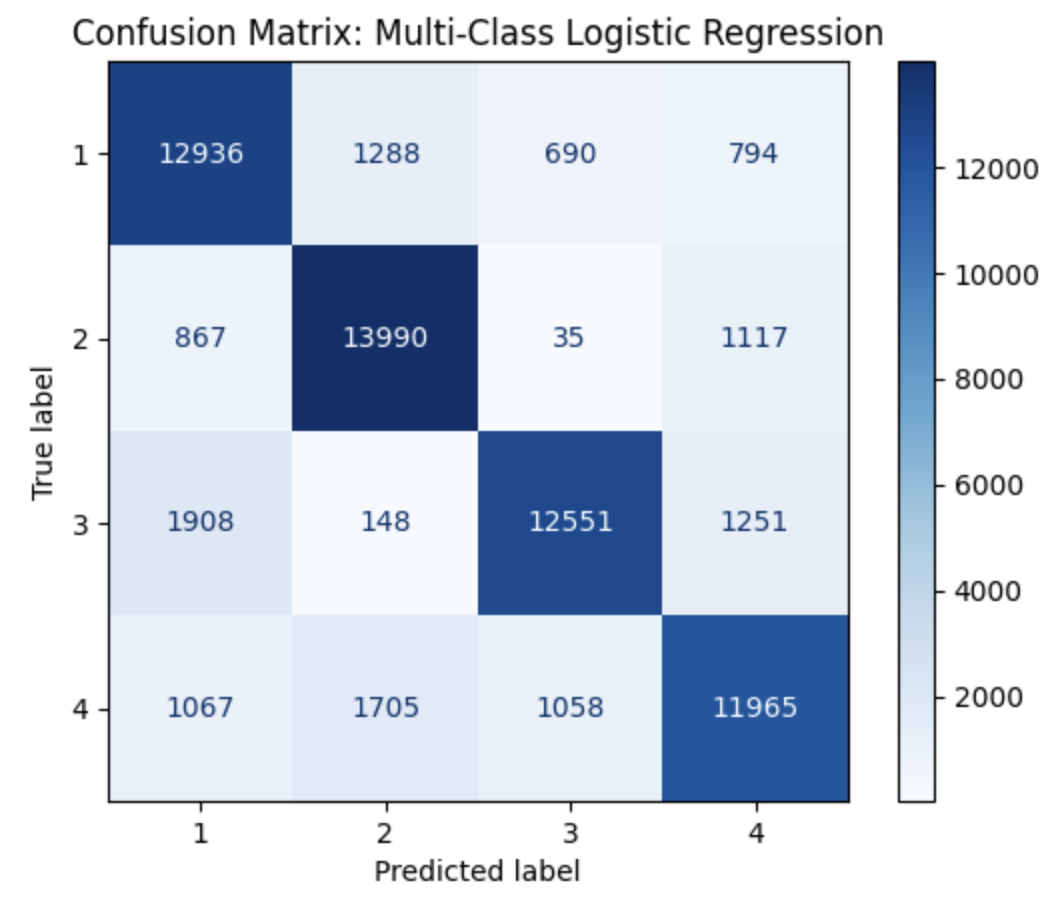 Confusion Matrix: Multi-Class Logistic Regression
1 12936 1288 690 794
2 867 13990 35 1117
3 1908 148 12551 1251
4 1067 1705 1058 11965
1 2 3 4
True label
Predicted label
12000
10000
8000
6000
4000
2000